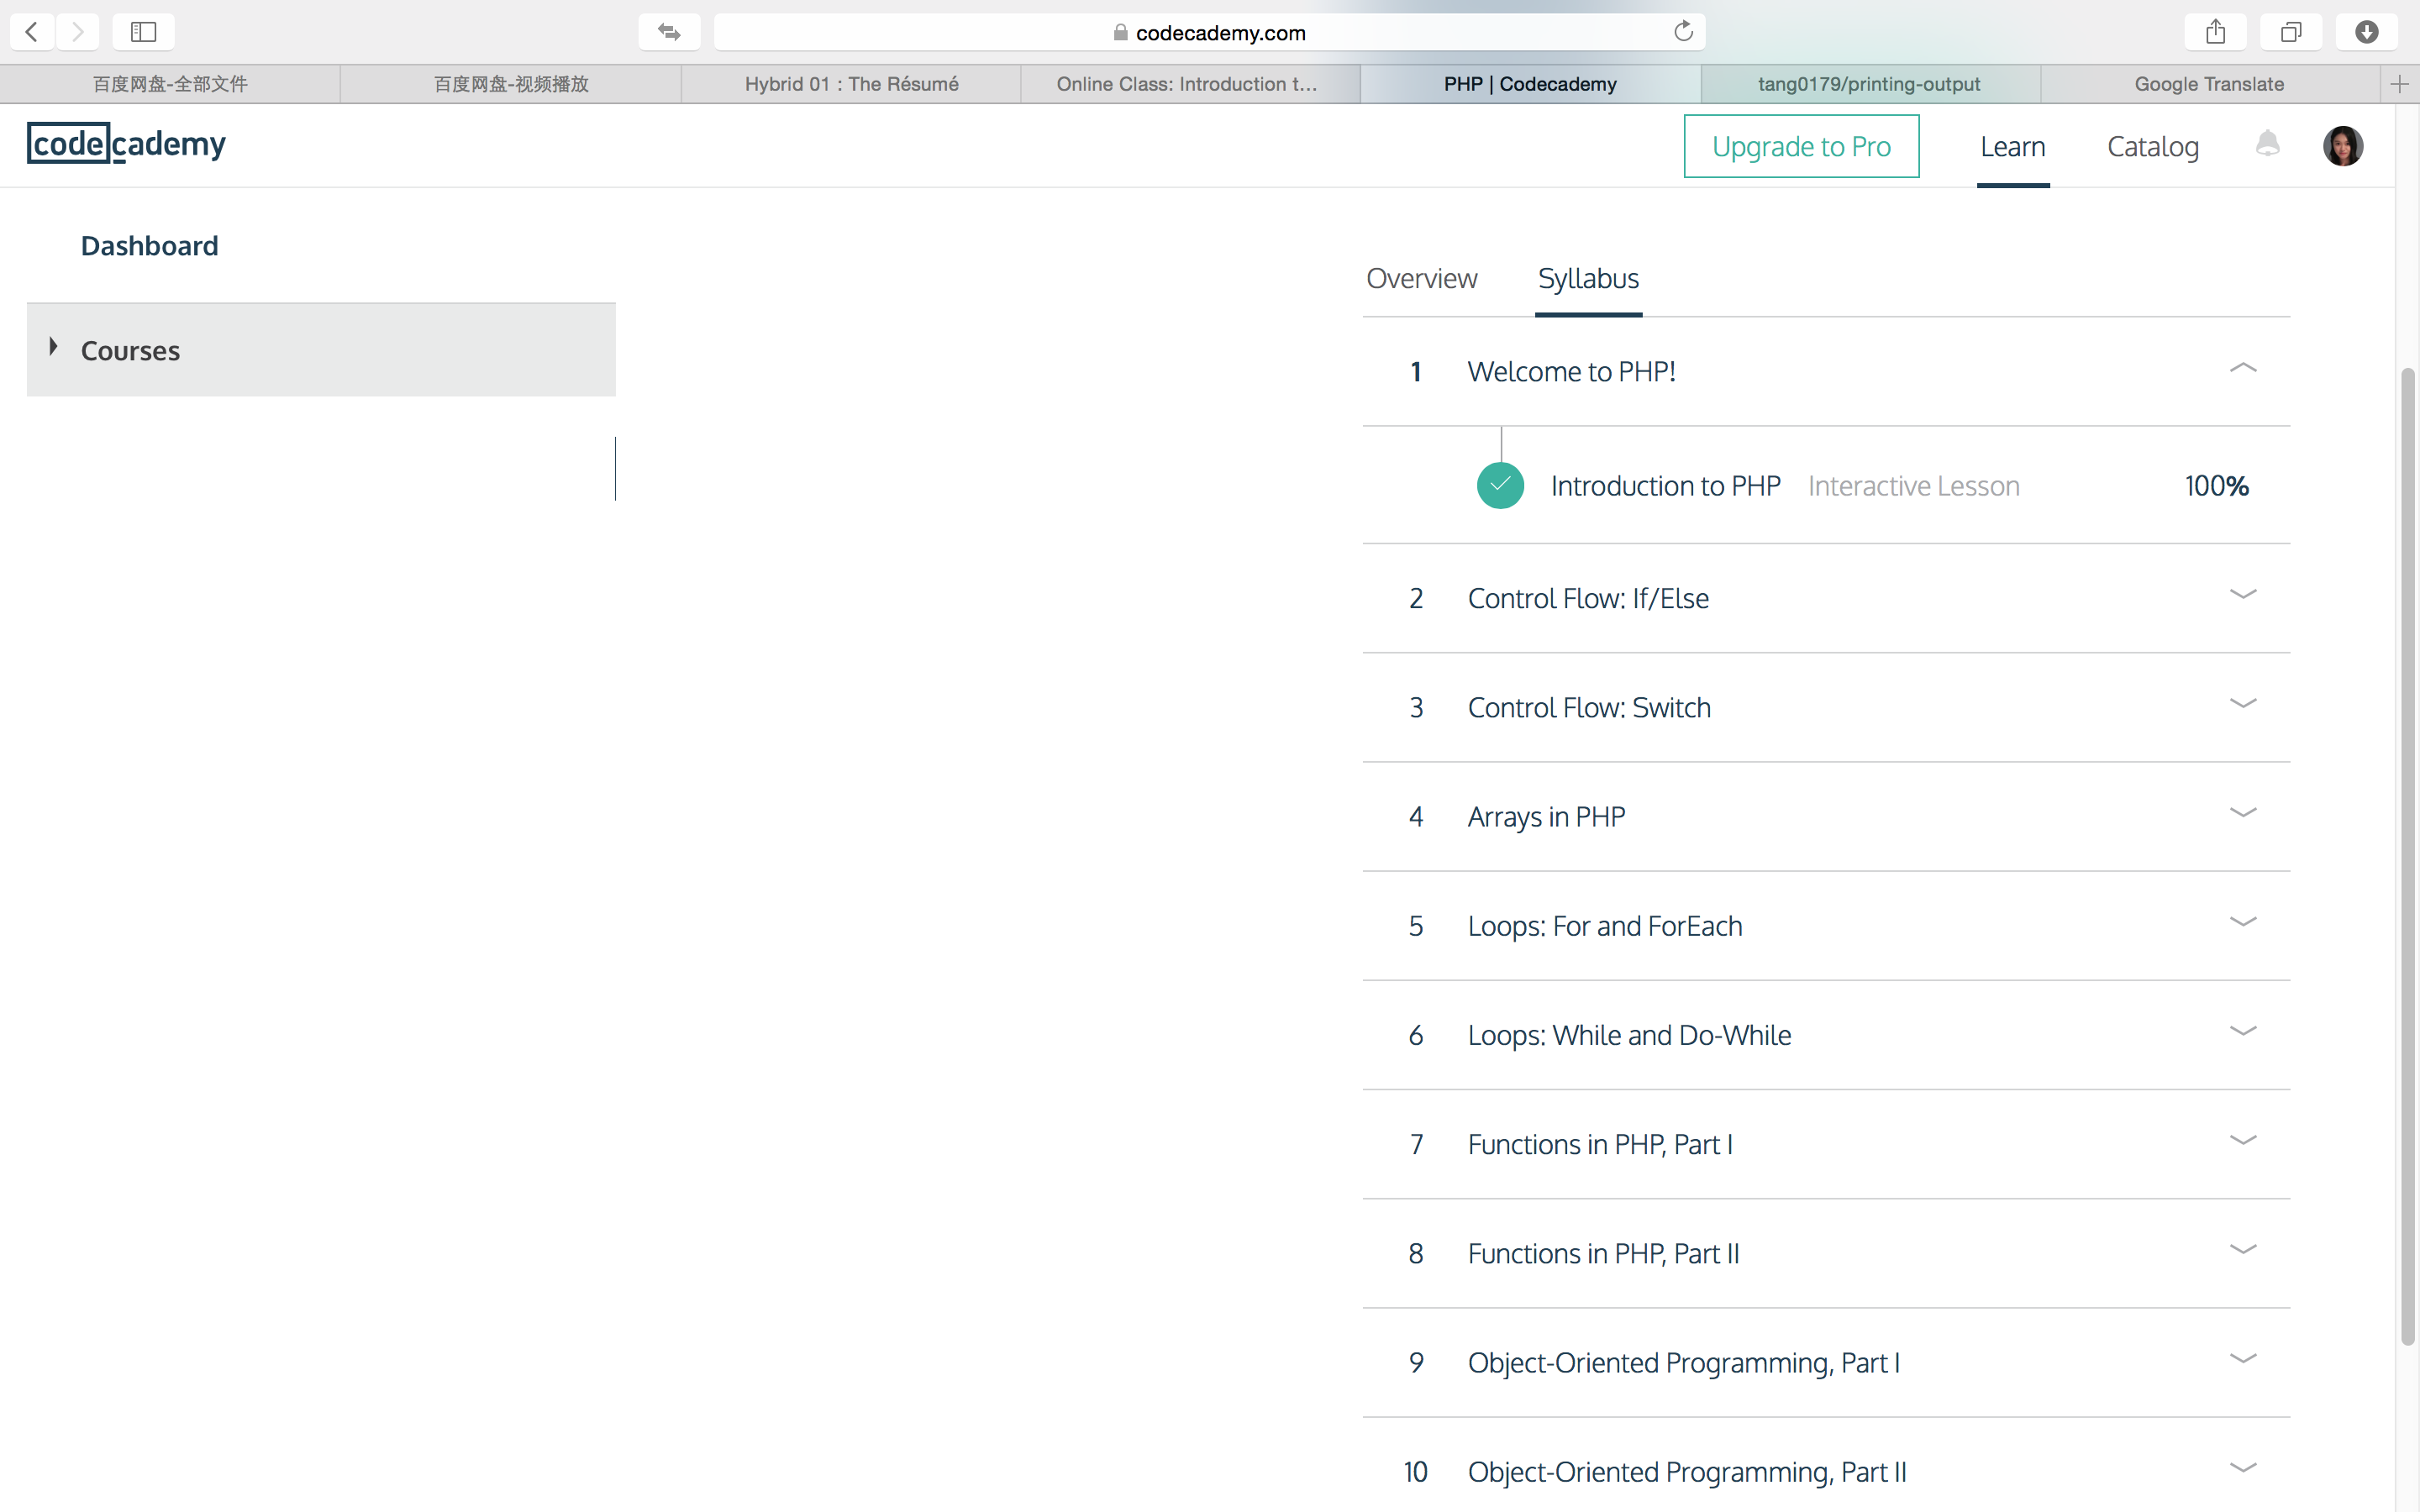 codecademy.com
百度网盘-全部文件
百度网盘-视频播放
Hybrid 01 : The Résumé
Online Class: Introduction t...
PHP | Codecademy
tang0179/printing-output
Google Translate
codecademy
Upgrade to Pro
Learn
Catalog
Dashboard
Courses
Overview
Syllabus
1 Welcome to PHP!
Introduction to PHP Interactive Lesson 100%
2 Control Flow: If/Else
3 Control Flow: Switch
4 Arrays in PHP
5 Loops: For and ForEach
6 Loops: While and Do-While
7 Functions in PHP, Part I
8 Functions in PHP, Part II
9 Object-Oriented Programming, Part I
10 Object-Oriented Programming, Part II